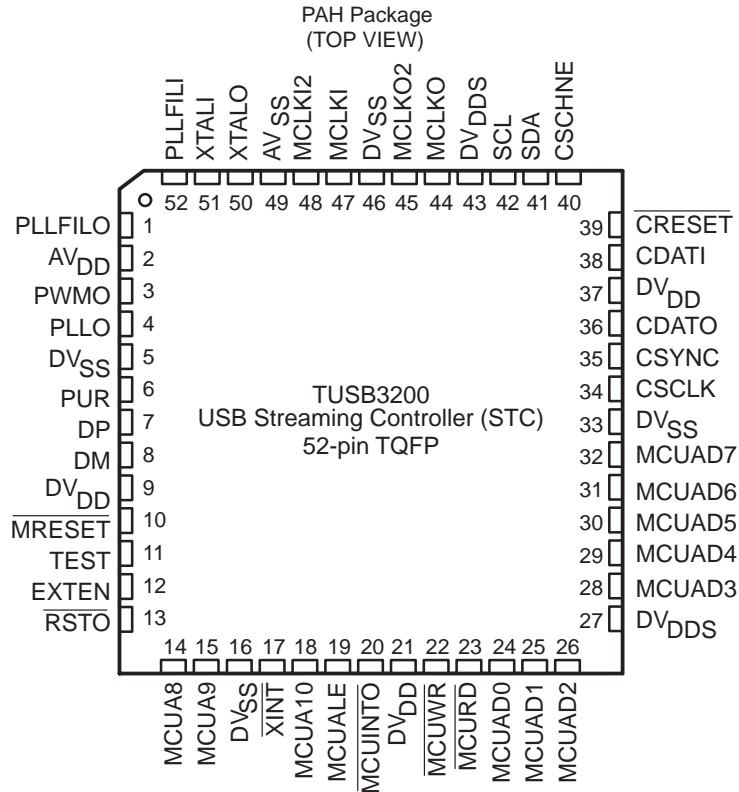 PAH Package
(TOP VIEW)
PLLFILI
XTALI
XTALO
AVSS
MCLKI2
MCLKI
DVSS
MCLKO2
MCLKO
DVDDS
SCL
SDA
CSCHNE
52 51 50 49 48 47 46 45 44 43 42 41 40
PLLFILO 1
AVDD 2
PWMO 3
PLLO 4
DVSS 5
PUR 6
DP 7
DM 8
DVDD 9
MRESET 10
TEST 11
EXTEN 12
RSTO 13
TUSB3200
USB Streaming Controller (STC)
52-pin TQFP
39 CRESET
38 CDATI
37 DVDD
36 CDATO
35 CSYNC
34 CSCLK
33 DVSS
32 MCUAD7
31 MCUAD6
30 MCUAD5
29 MCUAD4
28 MCUAD3
27 DVDDS
14 15 16 17 18 19 20 21 22 23 24 25 26
MCUA8
MCUA9
DVSS
XINT
MCUA10
MCUALE
MCUINTO
DVDD
MCUWR
MCURD
MCUAD0
MCUAD1
MCUAD2